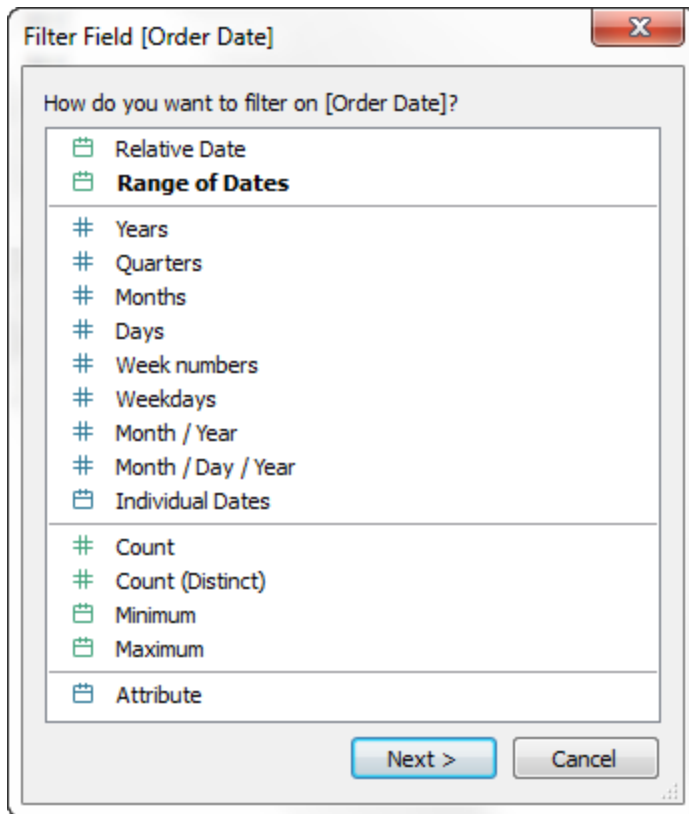 Filter Field [Order Date]
How do you want to filter on [Order Date]?
Relative Date
Range of Dates
Years
Quarters
Months
Days
Week numbers
Weekdays
Month / Year
Month / Day / Year
Individual Dates
Count
Count (Distinct)
Minimum
Maximum
Attribute
Next >
Cancel